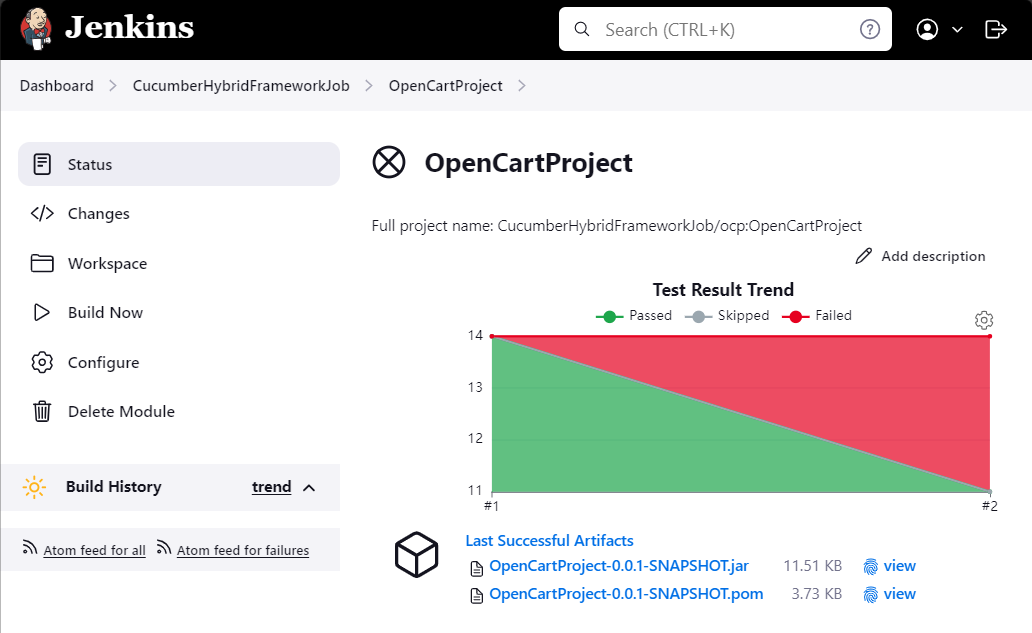 Jenkins
Search (CTRL+K)
Dashboard
CucumberHybridFrameworkJob
OpenCartProject
Status
Changes
Workspace
Build Now
Configure
Delete Module
Build History
trend
Atom feed for all
Atom feed for failures
OpenCartProject
Full project name: CucumberHybridFrameworkJob/ocp:OpenCartProject
Add description
Test Result Trend
Passed
Skipped
Failed
14
13
12
11
#1
#2
Last Successful Artifacts
OpenCartProject-0.0.1-SNAPSHOT.jar 11.51 KB view
OpenCartProject-0.0.1-SNAPSHOT.pom 3.73 KB view